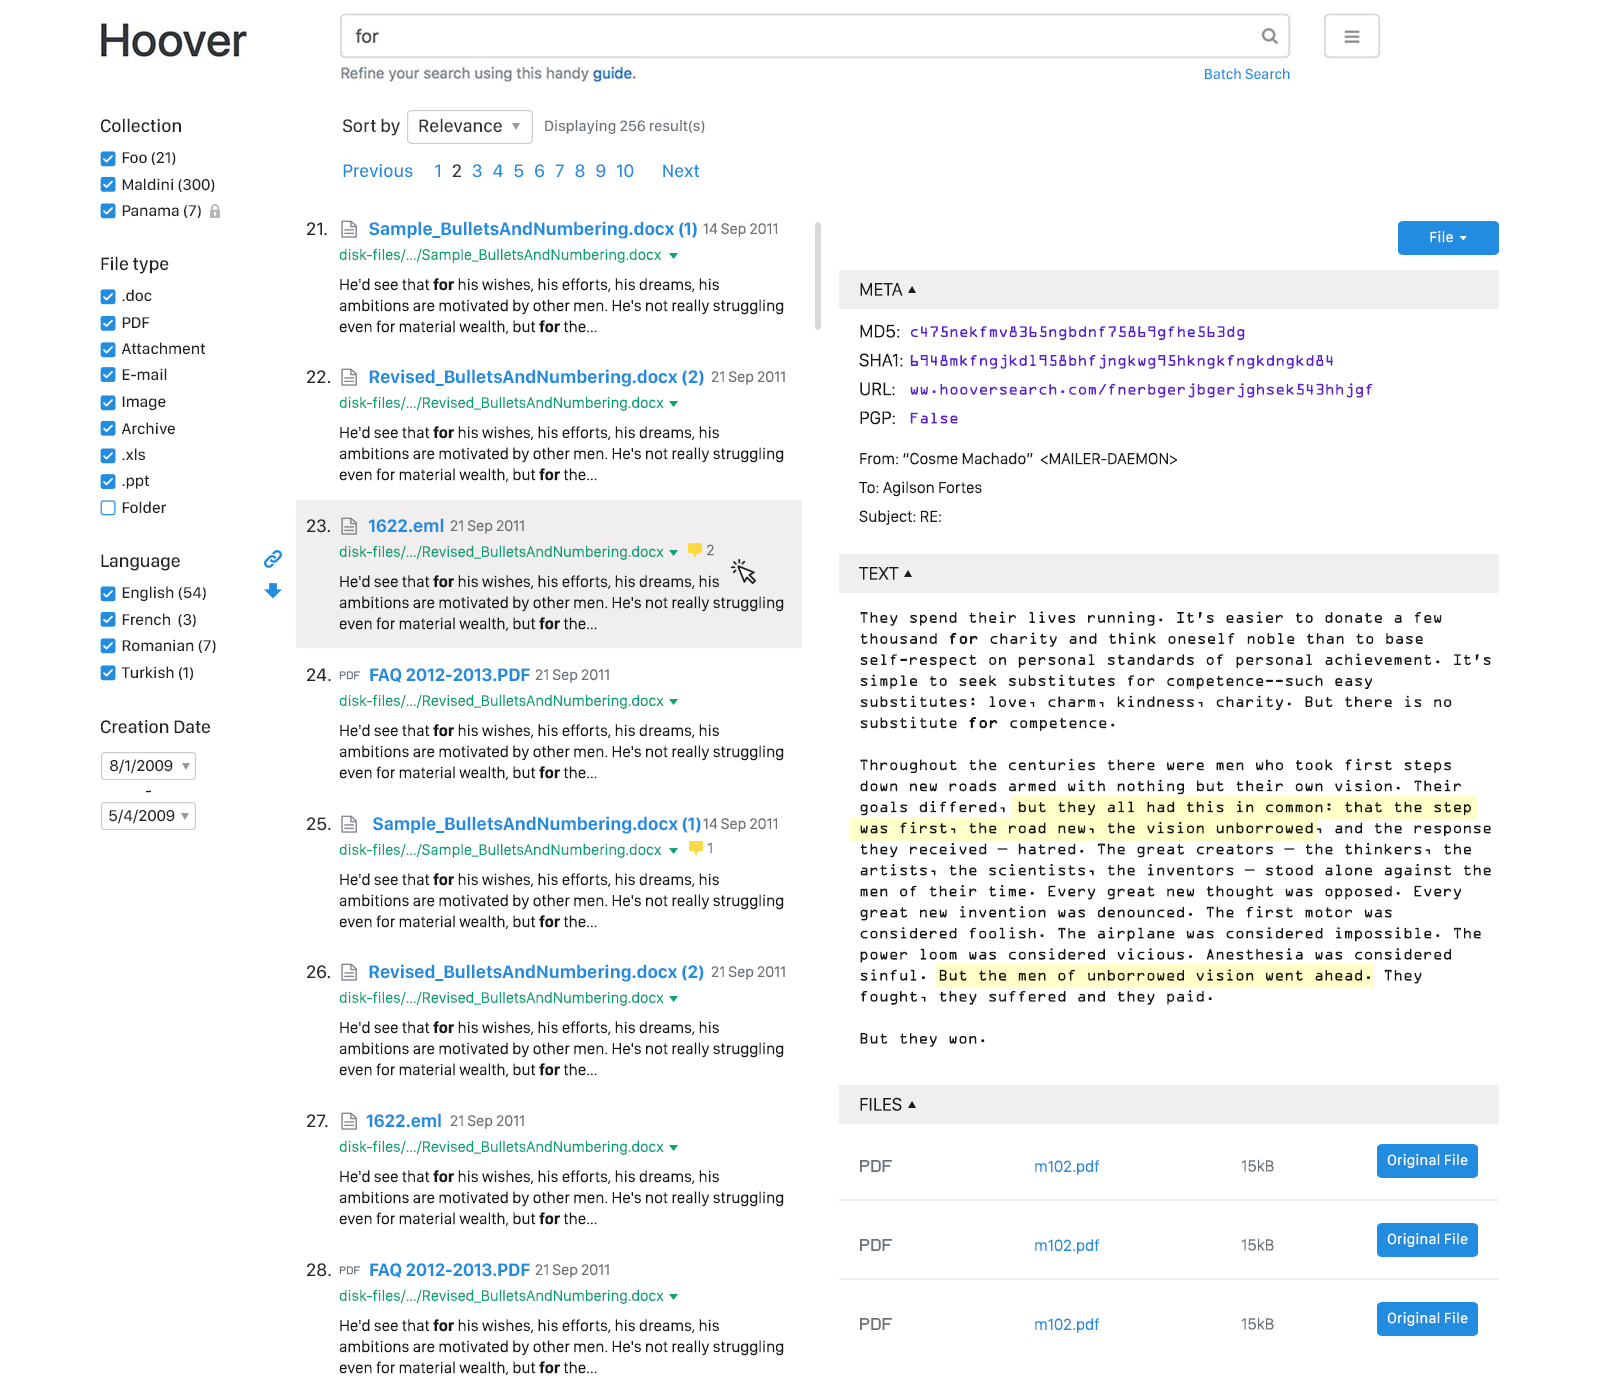 Hoover
for
Refine your search using this handy guide.
Batch Search
Collection
Foo (21)
Maldini (300)
Panama (7)
File type
.doc
PDF
Attachment
E-mail
Image
Archive
.xls
.ppt
Folder
Language
English (54)
French (3)
Romanian (7)
Turkish (1)
Creation Date
8/1/2009
-
5/4/2009
Sort by Relevance Displaying 256 result(s)
Previous 1 2 3 4 5 6 7 8 9 10 Next
21. Sample_BulletsAndNumbering.docx (1) 14 Sep 2011
disk-files/.../Sample_BulletsAndNumbering.docx
He'd see that for his wishes, his efforts, his dreams, his
ambitions are motivated by other men. He's not really struggling
even for material wealth, but for the...
22. Revised_BulletsAndNumbering.docx (2) 21 Sep 2011
disk-files/.../Revised_BulletsAndNumbering.docx
He'd see that for his wishes, his efforts, his dreams, his
ambitions are motivated by other men. He's not really struggling
even for material wealth, but for the...
23. 1622.eml 21 Sep 2011
disk-files/.../Revised_BulletsAndNumbering.docx 2
He'd see that for his wishes, his efforts, his dreams, his
ambitions are motivated by other men. He's not really struggling
even for material wealth, but for the...
24. PDF FAQ 2012-2013.PDF 21 Sep 2011
disk-files/.../Revised_BulletsAndNumbering.docx
He'd see that for his wishes, his efforts, his dreams, his
ambitions are motivated by other men. He's not really struggling
even for material wealth, but for the...
25. Sample_BulletsAndNumbering.docx (1) 14 Sep 2011
disk-files/.../Sample_BulletsAndNumbering.docx 1
He'd see that for his wishes, his efforts, his dreams, his
ambitions are motivated by other men. He's not really struggling
even for material wealth, but for the...
26. Revised_BulletsAndNumbering.docx (2) 21 Sep 2011
disk-files/.../Revised_BulletsAndNumbering.docx
He'd see that for his wishes, his efforts, his dreams, his
ambitions are motivated by other men. He's not really struggling
even for material wealth, but for the...
27. 1622.eml 21 Sep 2011
disk-files/.../Revised_BulletsAndNumbering.docx
He'd see that for his wishes, his efforts, his dreams, his
ambitions are motivated by other men. He's not really struggling
even for material wealth, but for the...
28. PDF FAQ 2012-2013.PDF 21 Sep 2011
disk-files/.../Revised_BulletsAndNumbering.docx
He'd see that for his wishes, his efforts, his dreams, his
ambitions are motivated by other men. He's not really struggling
even for material wealth, but for the...
File
META
MD5: c475nekfmv8365ngbdnf75869gfhe563dg
SHA1: 6948mkfngjkdl958bhfjngkwg95hkngkfngkdngkd84
URL: ww.hooversearch.com/fnerbgerjbgerjghsek543hhjgf
PGP: False
From: "Cosme Machado" <MAILER-DAEMON>
To: Agilson Fortes
Subject: RE:
TEXT
They spend their lives running. It's easier to donate a few
thousand for charity and think oneself noble than to base
self-respect on personal standards of personal achievement. It's
simple to seek substitutes for competence--such easy
substitutes: love, charm, kindness, charity. But there is no
substitute for competence.
Throughout the centuries there were men who took first steps
down new roads armed with nothing but their own vision. Their
goals differed, but they all had this in common: that the step
was first, the road new, the vision unborrowed, and the response
they received — hatred. The great creators — the thinkers, the
artists, the scientists, the inventors — stood alone against the
men of their time. Every great new thought was opposed. Every
great new invention was denounced. The first motor was
considered foolish. The airplane was considered impossible. The
power loom was considered vicious. Anesthesia was considered
sinful. But the men of unborrowed vision went ahead. They
fought, they suffered and they paid.
But they won.
FILES
PDF m102.pdf 15kB Original File
PDF m102.pdf 15kB Original File
PDF m102.pdf 15kB Original File